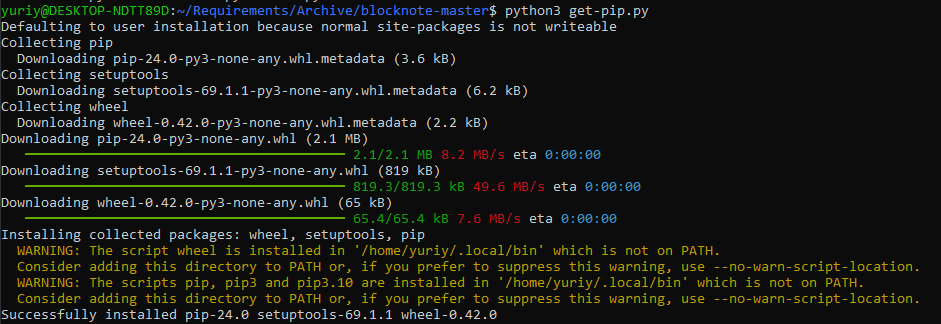 yuriy@DESKTOP-NDTT89D:~/Requirements/Archive/blocknote-master$ python3 get-pip.py
Defaulting to user installation because normal site-packages is not writeable
Collecting pip
  Downloading pip-24.0-py3-none-any.whl.metadata (3.6 kB)
Collecting setuptools
  Downloading setuptools-69.1.1-py3-none-any.whl.metadata (6.2 kB)
Collecting wheel
  Downloading wheel-0.42.0-py3-none-any.whl.metadata (2.2 kB)
Downloading pip-24.0-py3-none-any.whl (2.1 MB)
2.1/2.1 MB 8.2 MB/s eta 0:00:00
Downloading setuptools-69.1.1-py3-none-any.whl (819 kB)
819.3/819.3 kB 49.6 MB/s eta 0:00:00
Downloading wheel-0.42.0-py3-none-any.whl (65 kB)
65.4/65.4 kB 7.6 MB/s eta 0:00:00
Installing collected packages: wheel, setuptools, pip
  WARNING: The script wheel is installed in '/home/yuriy/.local/bin' which is not on PATH.
  Consider adding this directory to PATH or, if you prefer to suppress this warning, use --no-warn-script-location.
  WARNING: The scripts pip, pip3 and pip3.10 are installed in '/home/yuriy/.local/bin' which is not on PATH.
  Consider adding this directory to PATH or, if you prefer to suppress this warning, use --no-warn-script-location.
Successfully installed pip-24.0 setuptools-69.1.1 wheel-0.42.0